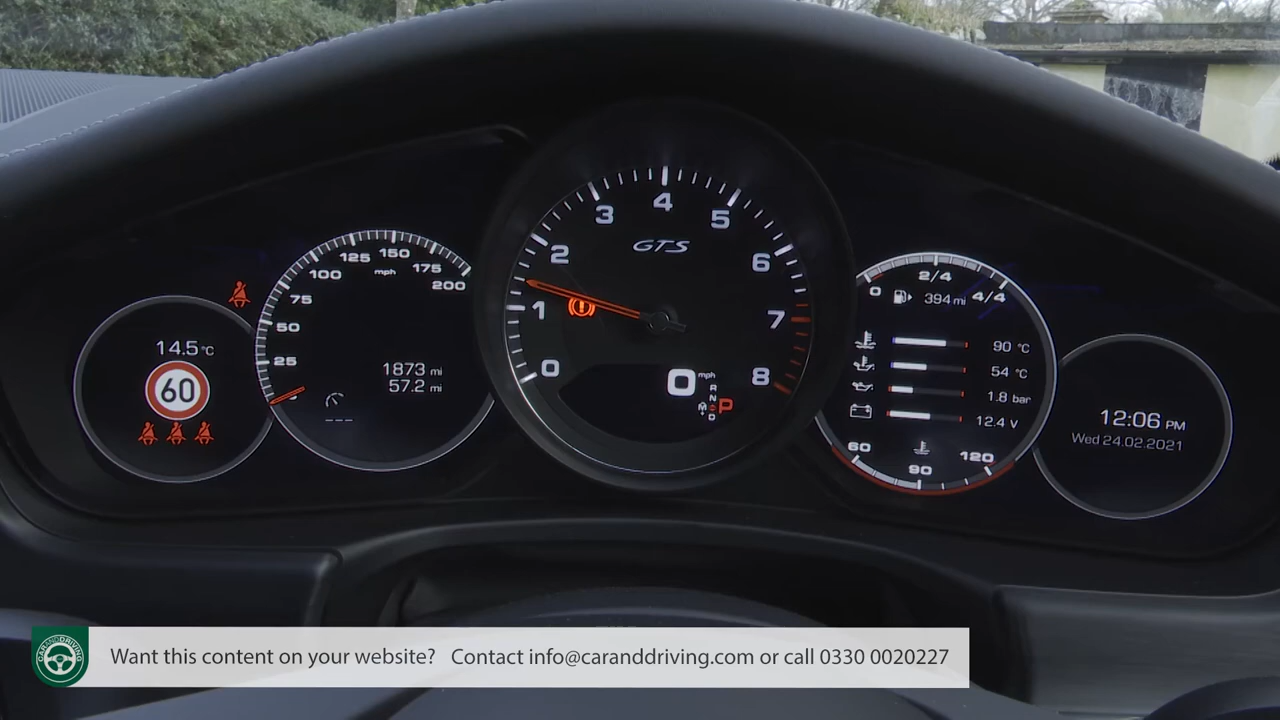 14.5°C
60
25
50
75
100
125
150
175
200
mph
1873 mi
57.2 mi
---
0
1
2
3
4
5
6
7
8
GTS
0 mph
R
N
D
P
0
2/4
4/4
394 mi
90 °C
54 °C
1.8 bar
12.4 V
60
90
120
12:06 PM
Wed 24.02.2021
CARANDDRIVING
Want this content on your website? Contact info@caranddriving.com or call 0330 0020227